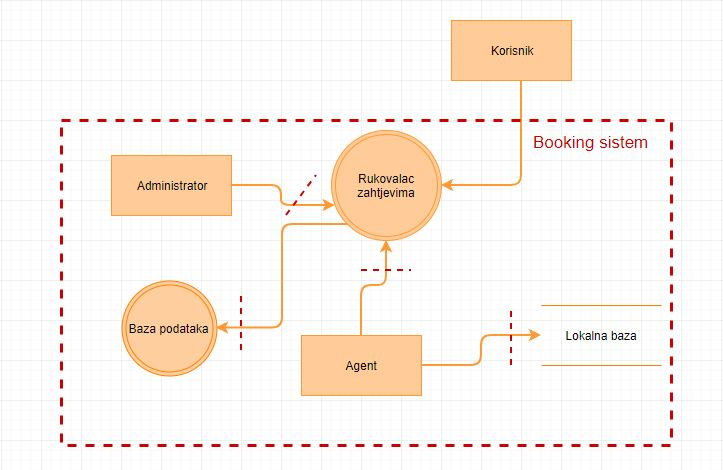 Korisnik
Booking sistem
Administrator
Rukovalac
zahtjevima
Baza podataka
Lokalna baza
Agent